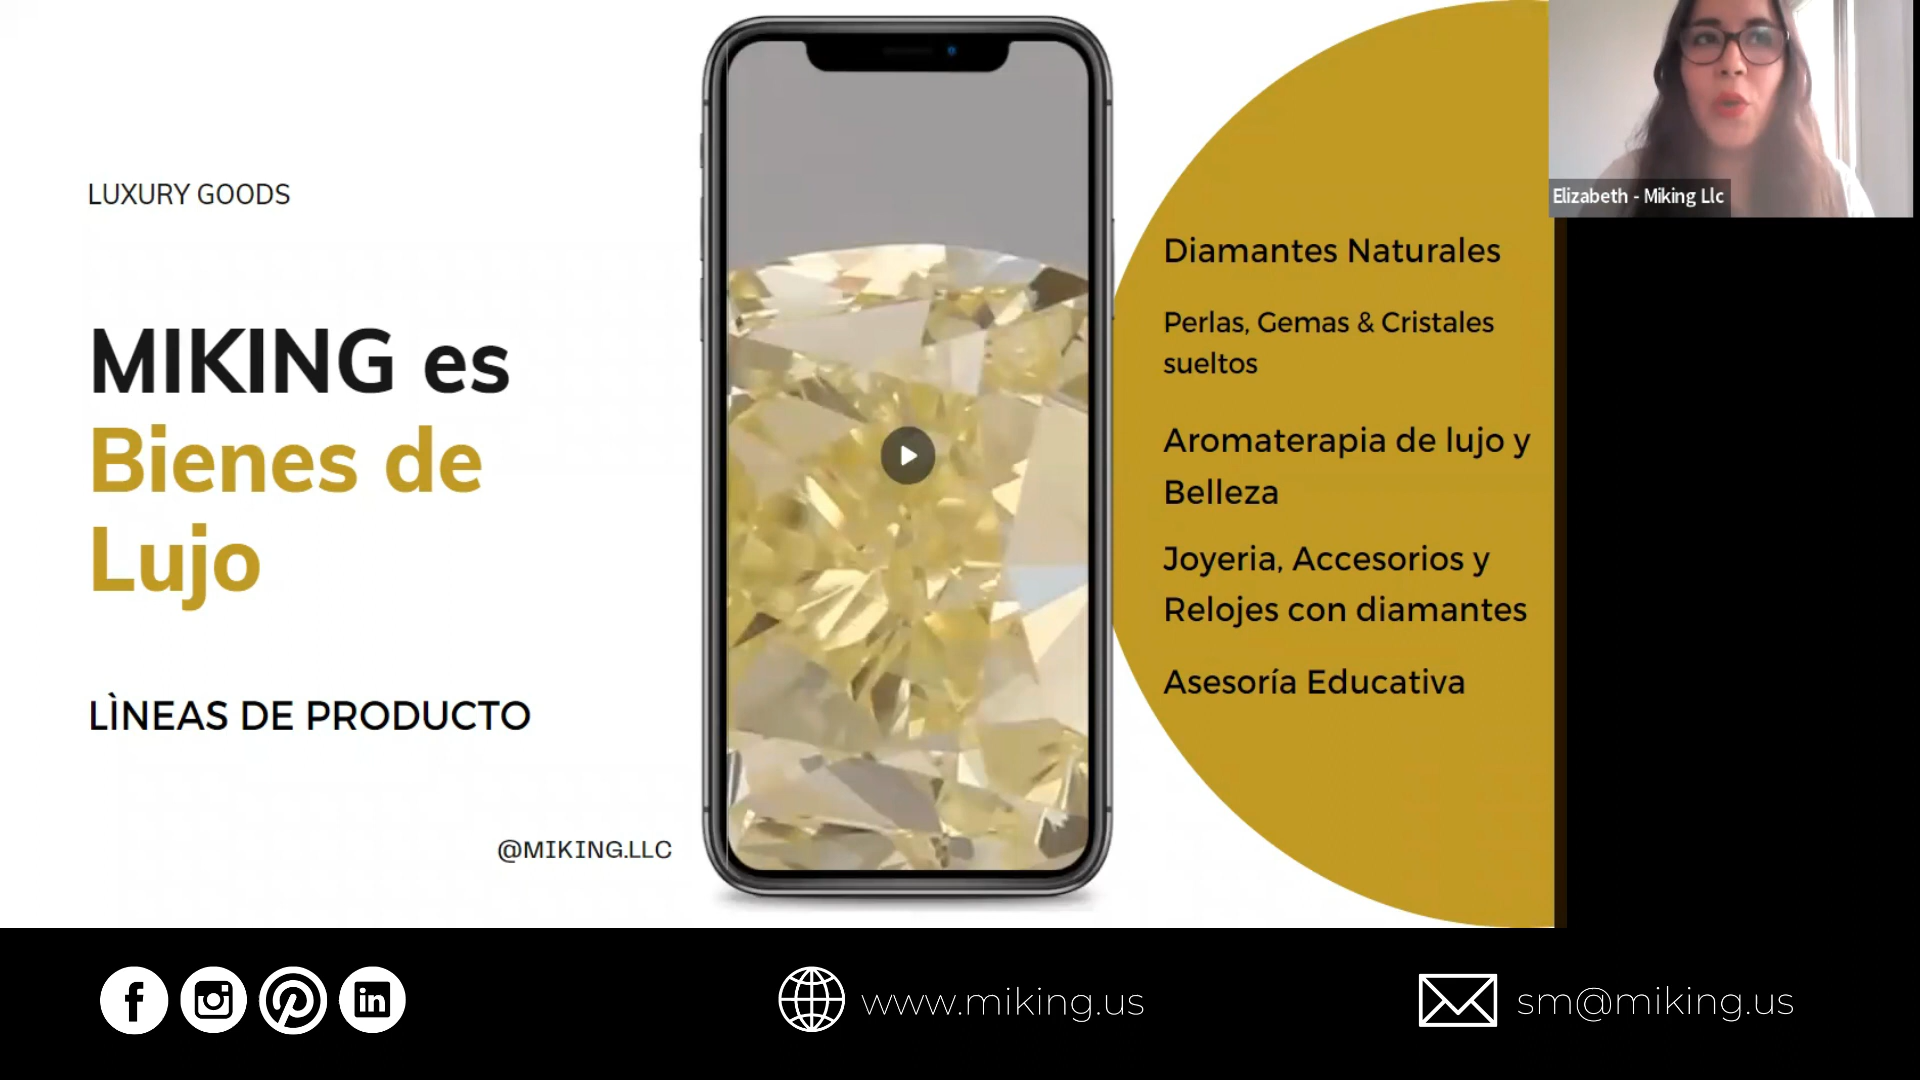 LUXURY GOODS
MIKING es
Bienes de
Lujo
LÌNEAS DE PRODUCTO
@MIKING.LLC
Diamantes Naturales
Perlas, Gemas & Cristales
sueltos
Aromaterapia de lujo y
Belleza
Joyeria, Accesorios y
Relojes con diamantes
Asesoría Educativa
Elizabeth - Miking Llc
www.miking.us
sm@miking.us